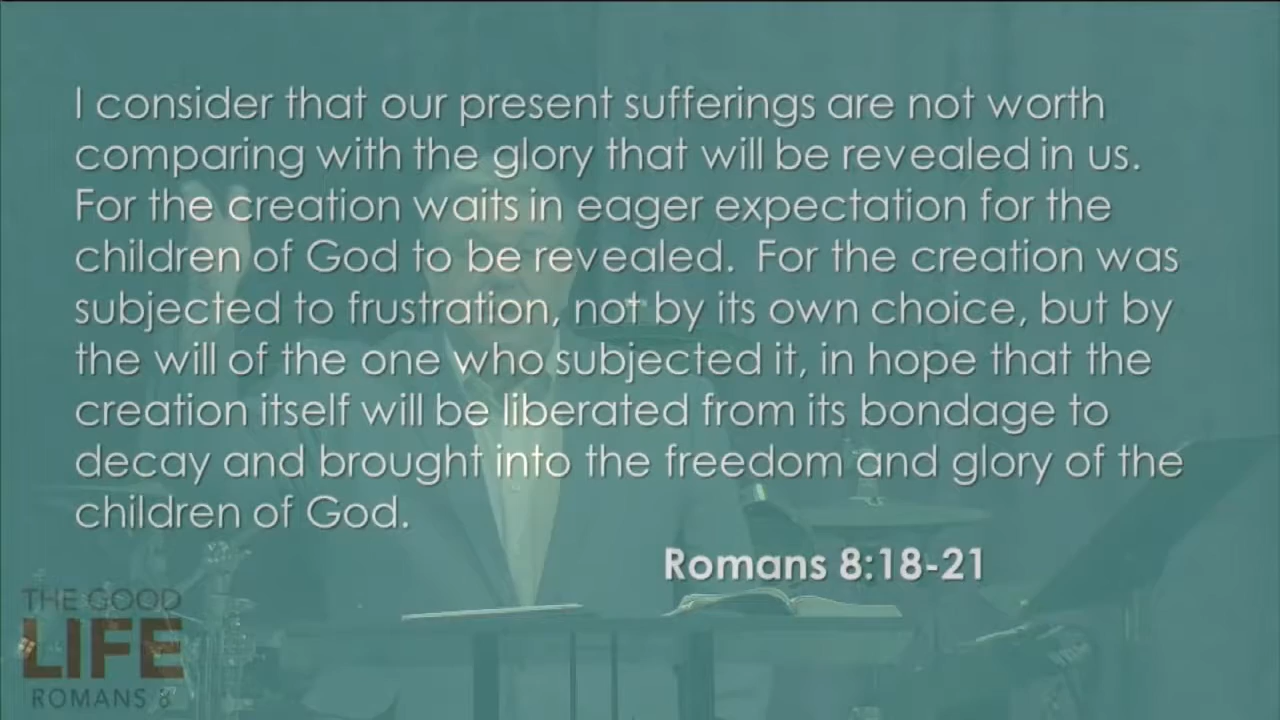 I consider that our present sufferings are not worth
comparing with the glory that will be revealed in us.
For the creation waits in eager expectation for the
children of God to be revealed. For the creation was
subjected to frustration, not by its own choice, but by
the will of the one who subjected it, in hope that the
creation itself will be liberated from its bondage to
decay and brought into the freedom and glory of the
children of God.
Romans 8:18-21
THE GOOD
LIFE
ROMANS 8